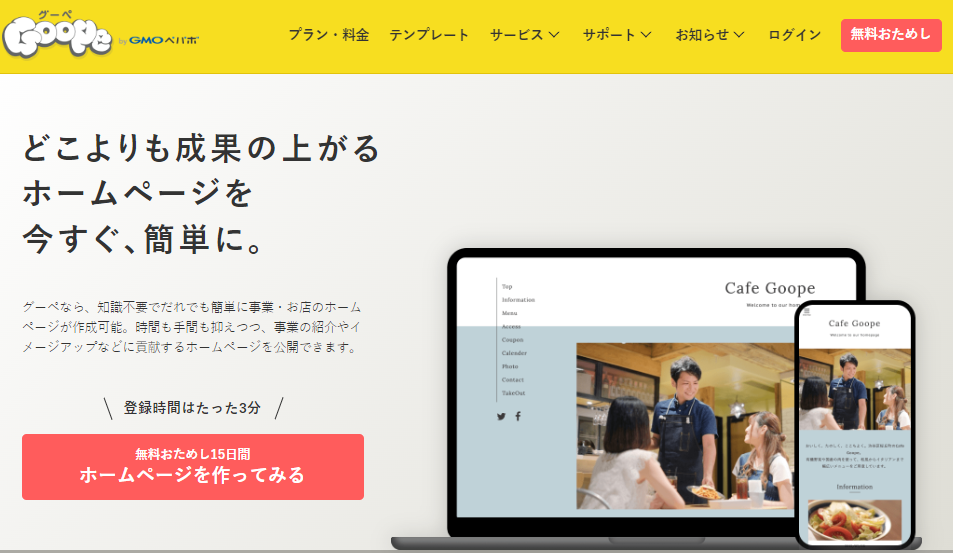 グーペ
Goope
by GMOペパボ
プラン・料金
テンプレート
サービス
サポート
お知らせ
ログイン
無料おためし
どこよりも成果の上がる
ホームページを
今すぐ、簡単に。
グーペなら、知識不要でだれでも簡単に事業・お店のホーム
ページが作成可能。時間も手間も抑えつつ、事業の紹介やイ
メージアップなどに貢献するホームページを公開できます。
登録時間はたった3分
無料おためし15日間
ホームページを作ってみる
Top
Information
Menu
Access
Coupon
Calender
Photo
Contact
TakeOut
Cafe Goope
Welcome to our hom
Cafe Goope
Welcome to our homepage
Information